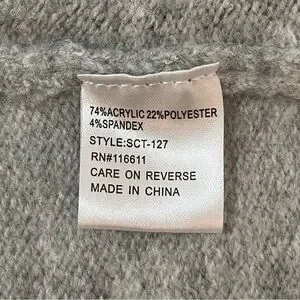 74%ACRYLIC 22%POLYESTER
4%SPANDEX
STYLE:SCT-127
RN#116611
CARE ON REVERSE
MADE IN CHINA